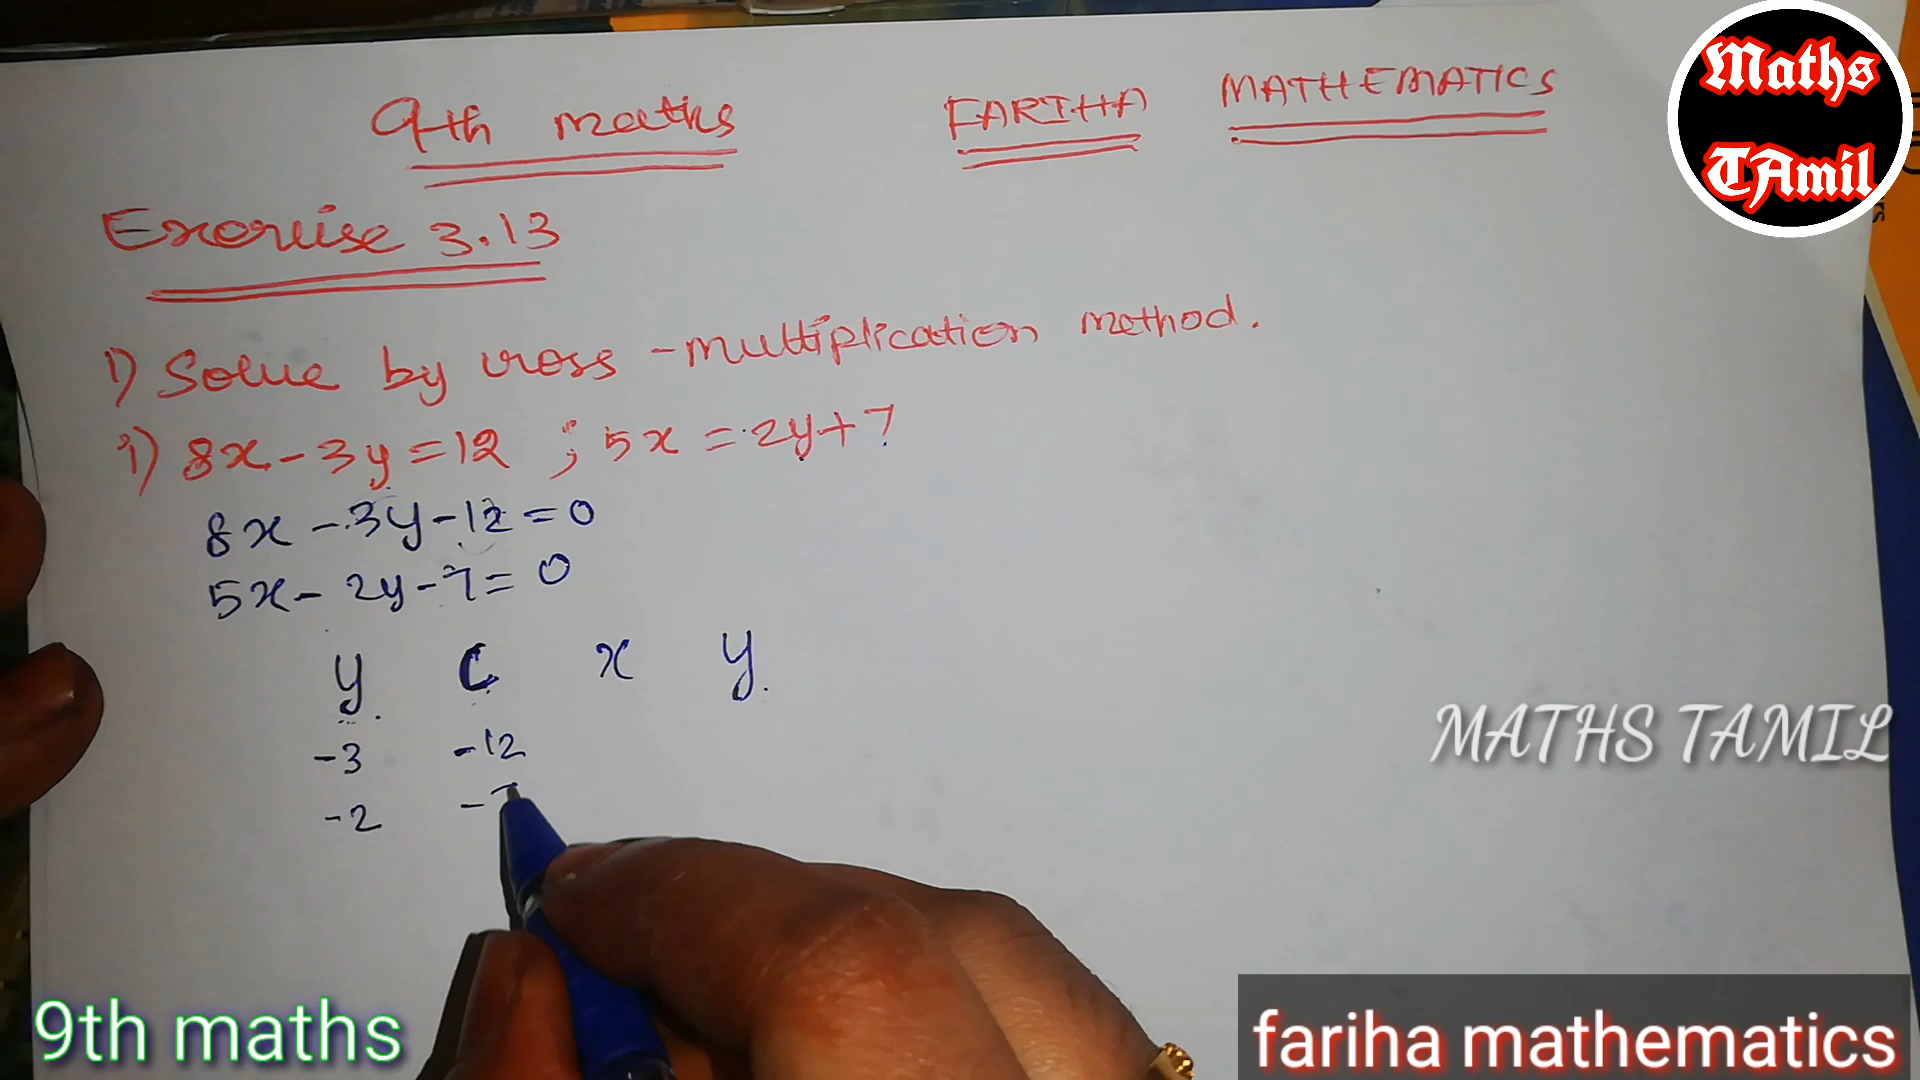 9th maths FARIHA MATHEMATICS
Maths
TAmil
Exercise 3.13
1) Solve by cross-multiplication method.
i) 8x - 3y = 12 ; 5x = 2y + 7
8x - 3y - 12 = 0
5x - 2y - 7 = 0
y c x y
-3 -12
-2 -7
MATHS TAMIL
9th maths
fariha mathematics